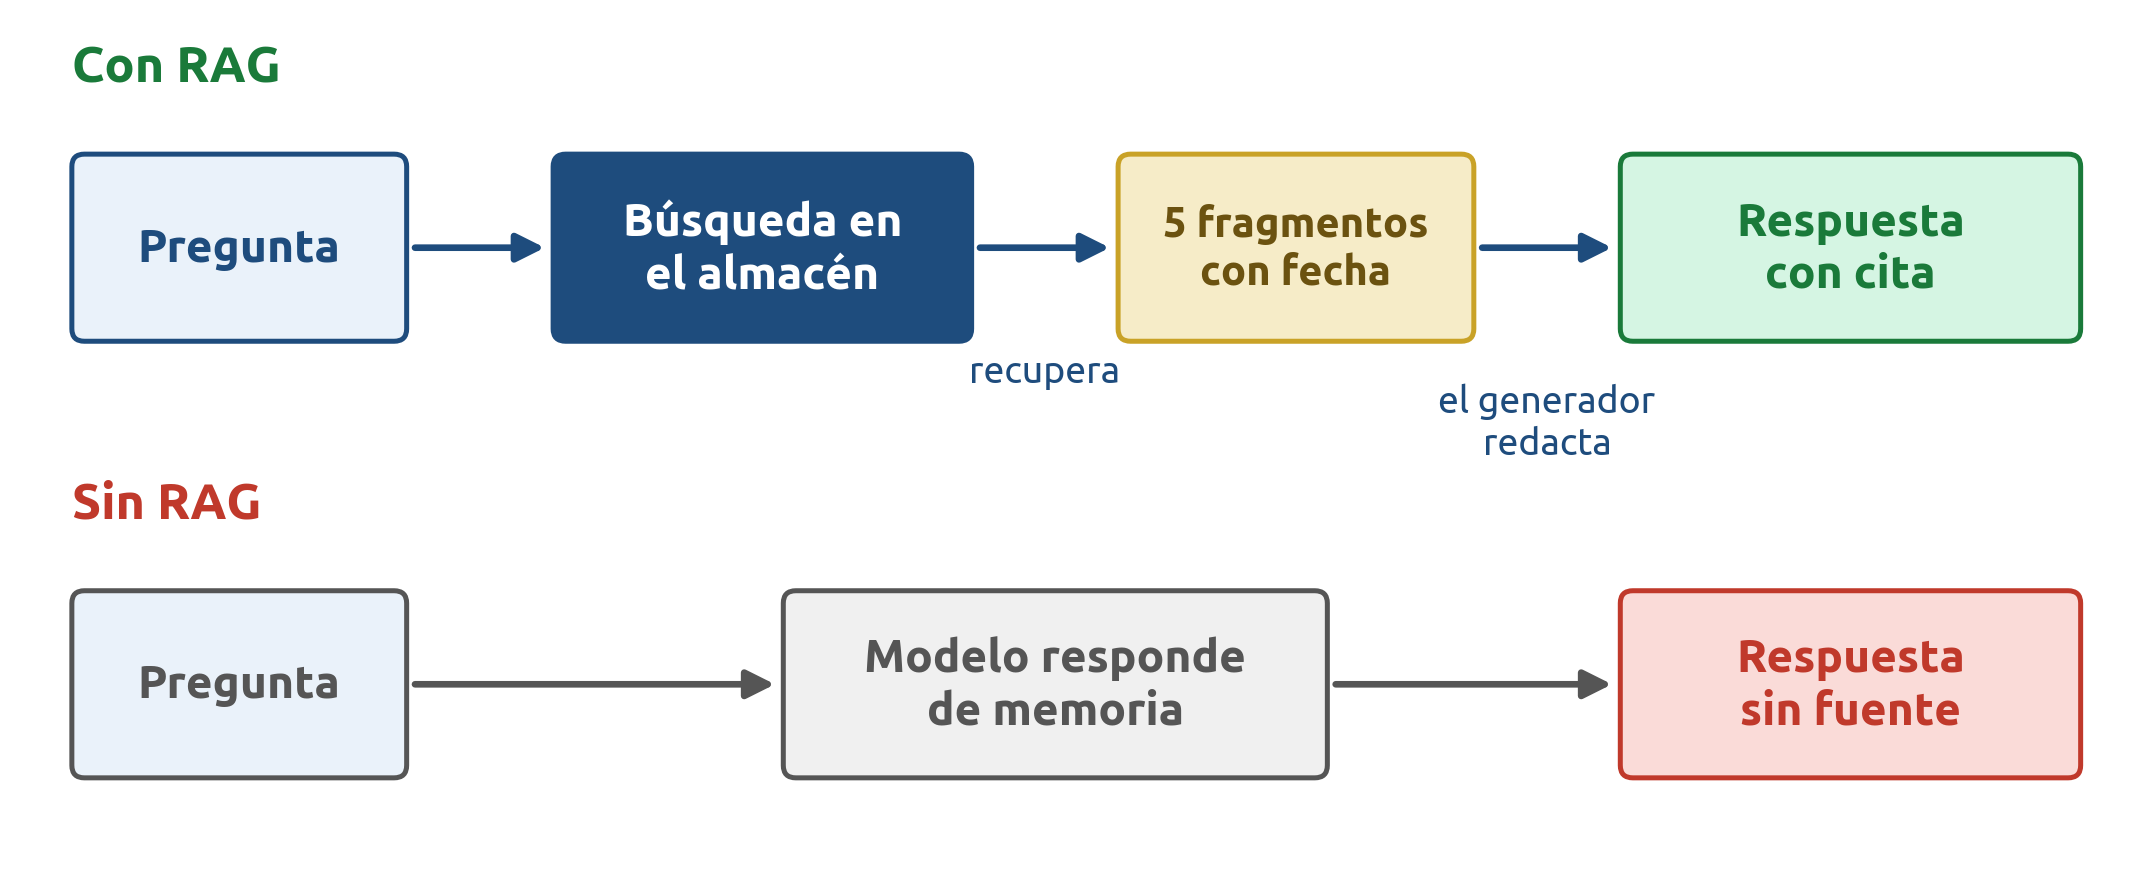 Con RAG
Pregunta
Búsqueda en
el almacén
5 fragmentos
con fecha
Respuesta
con cita
recupera
el generador
redacta
Sin RAG
Pregunta
Modelo responde
de memoria
Respuesta
sin fuente